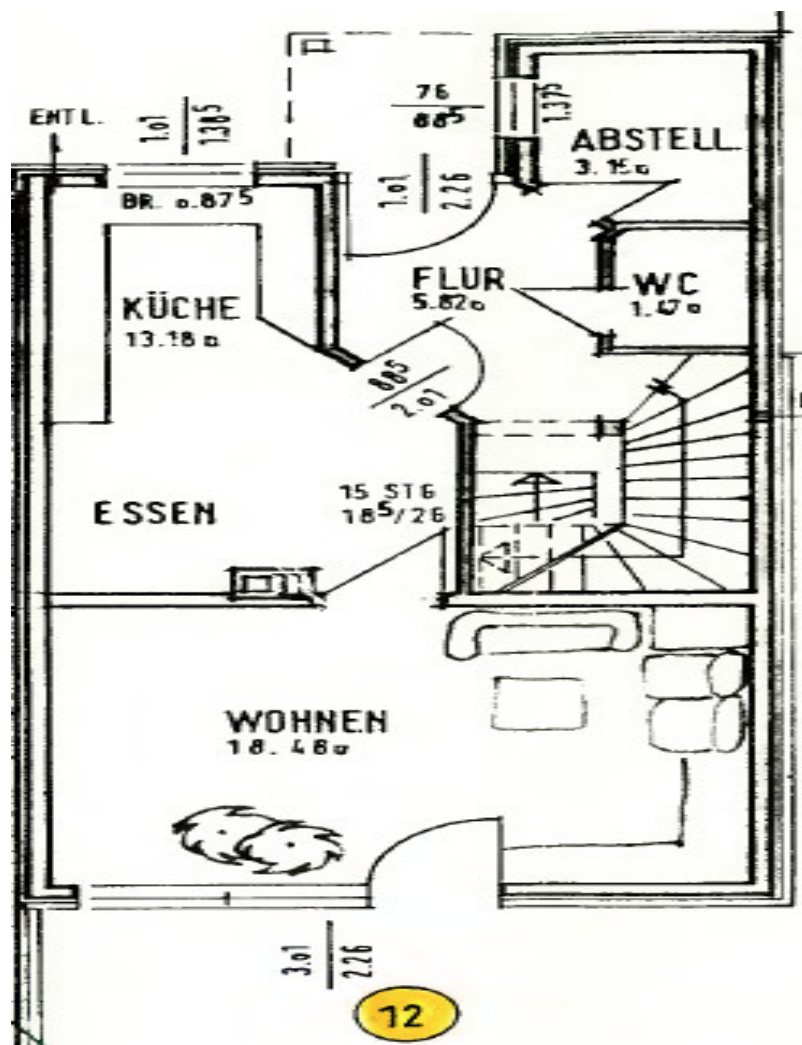 76
88⁵
1.37⁵
ENTL.
1.01
1.38⁵
ABSTELL.
3.15 ▫
1.01
2.26
BR. 0.87⁵
FLUR
5.82▫
WC
1.47▫
KÜCHE
13.18 ▫
88⁵
2.01
ESSEN
15 STG
18⁵/26
WOHNEN
18.48▫
3.01
2.26
12